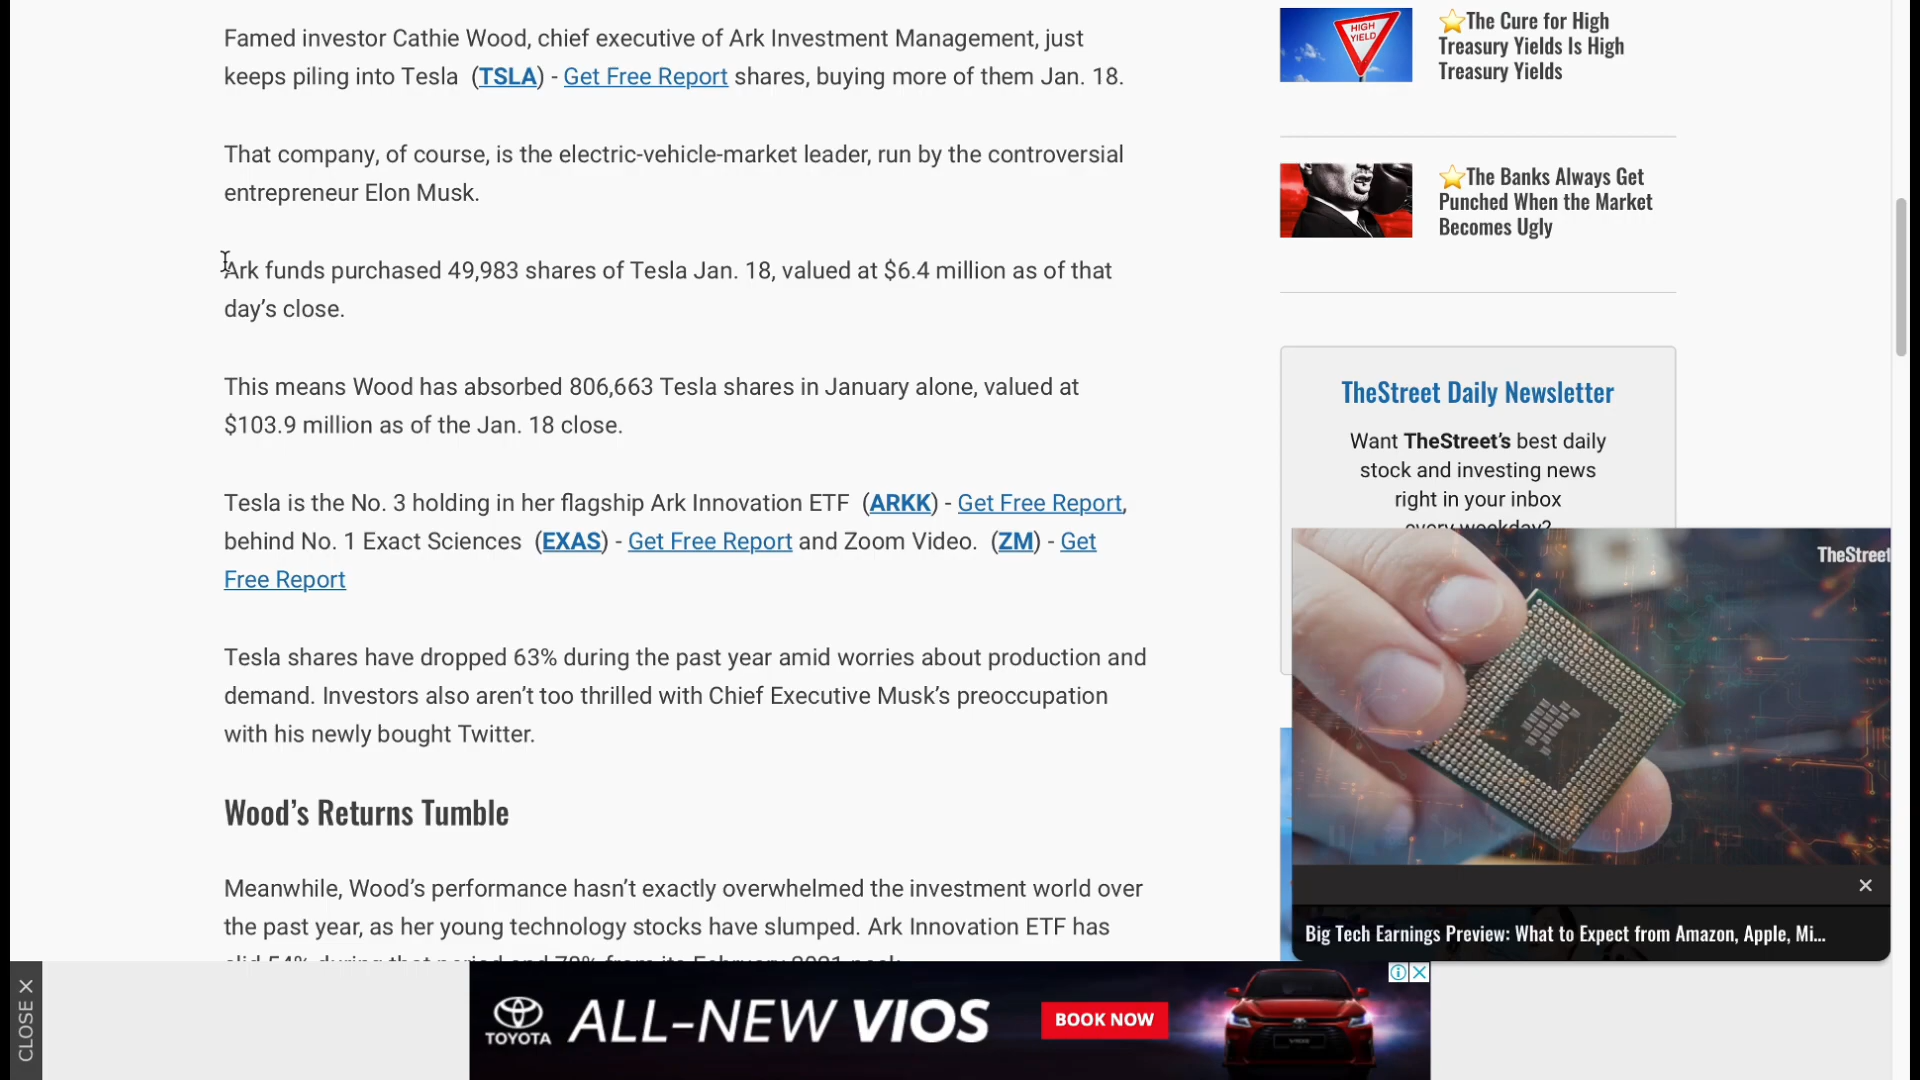 Famed investor Cathie Wood, chief executive of Ark Investment Management, just
keeps piling into Tesla (TSLA) - Get Free Report shares, buying more of them Jan. 18.
That company, of course, is the electric-vehicle-market leader, run by the controversial
entrepreneur Elon Musk.
Ark funds purchased 49,983 shares of Tesla Jan. 18, valued at $6.4 million as of that
day’s close.
This means Wood has absorbed 806,663 Tesla shares in January alone, valued at
$103.9 million as of the Jan. 18 close.
Tesla is the No. 3 holding in her flagship Ark Innovation ETF (ARKK) - Get Free Report,
behind No. 1 Exact Sciences (EXAS) - Get Free Report and Zoom Video. (ZM) - Get
Free Report
Tesla shares have dropped 63% during the past year amid worries about production and
demand. Investors also aren’t too thrilled with Chief Executive Musk’s preoccupation
with his newly bought Twitter.
Wood’s Returns Tumble
Meanwhile, Wood’s performance hasn’t exactly overwhelmed the investment world over
the past year, as her young technology stocks have slumped. Ark Innovation ETF has
HIGH
YIELD
⭐The Cure for High
Treasury Yields Is High
Treasury Yields
⭐The Banks Always Get
Punched When the Market
Becomes Ugly
TheStreet Daily Newsletter
Want TheStreet’s best daily
stock and investing news
right in your inbox
every weekday?
TheStreet
Big Tech Earnings Preview: What to Expect from Amazon, Apple, Mi...
CLOSE ✕
TOYOTA
ALL-NEW VIOS
BOOK NOW